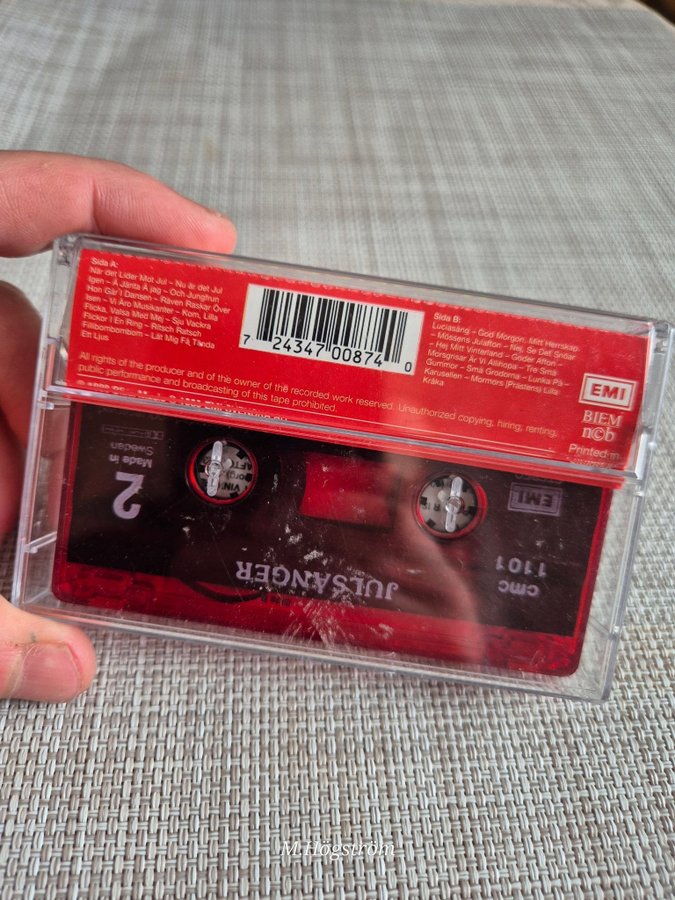 Sida A:
När det Lider Mot Jul – Nu är det Jul
Igen – Å Jänta Å jag – Och Jungfrun
Hon Går I Dansen – Räven Raskar Över
Isen – Vi Äro Musikanter – Kom, Lilla
Flicka, Valsa Med Mej – Sju Vackra
Flickor I En Ring – Ritsch Ratsch
Fillibombombom – Låt Mig Få Tända
Ett Ljus
7 24347 00874 0
Sida B:
Luciasång – God Morgon, Mitt Herrskap
– Mössens Julafton – Nej, Se Det Snöar
– Hej Mitt Vinterland – Goder Afton –
Morsgrisar Är Vi Allihopa – Tre Små
Gummor – Små Grodorna – Lunka På –
Karusellen – Mormors (Prästens) Lilla
Kråka
All rights of the producer and of the owner of the recorded work reserved. Unauthorized copying, hiring, renting,
public performance and broadcasting of this tape prohibited.
EMI
BIEM
n©b
Printed in
Made in
Sweden
2
EMI
cmc
1101
JULSÅNGER
M.Högström